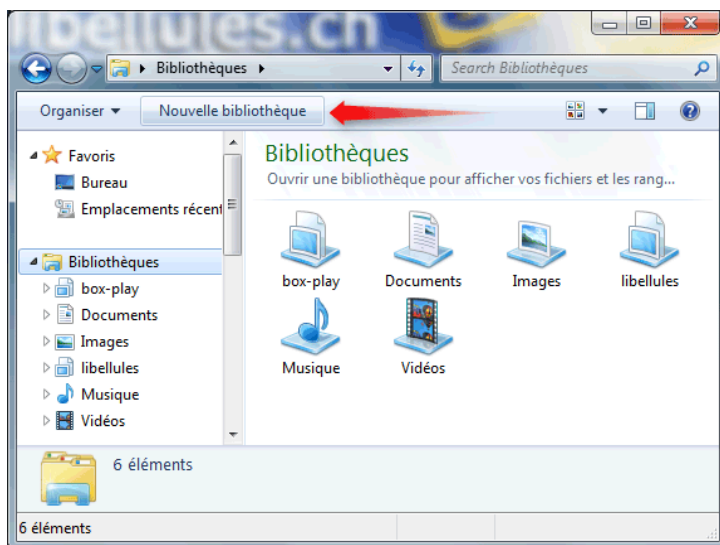 libellules.ch
Bibliothèques
Search Bibliothèques
Organiser
Nouvelle bibliothèque
Favoris
Bureau
Emplacements récent
Bibliothèques
box-play
Documents
Images
libellules
Musique
Vidéos
Bibliothèques
Ouvrir une bibliothèque pour afficher vos fichiers et les rang...
box-play Documents Images libellules
Musique Vidéos
6 éléments
6 éléments